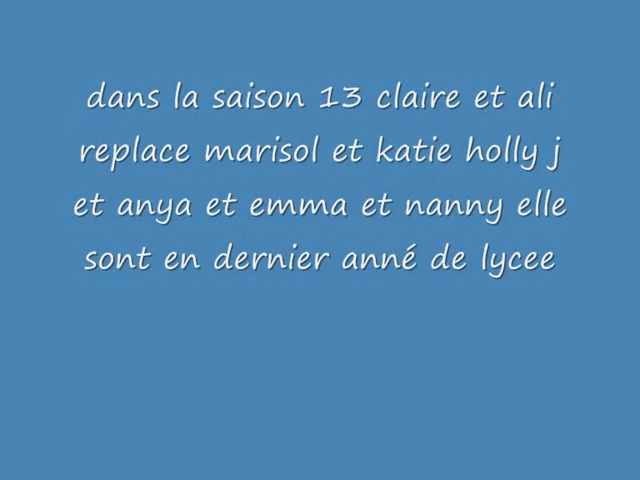 dans la saison 13 claire et ali
replace marisol et katie holly j
et anya et emma et nanny elle
sont en dernier anné de lycee